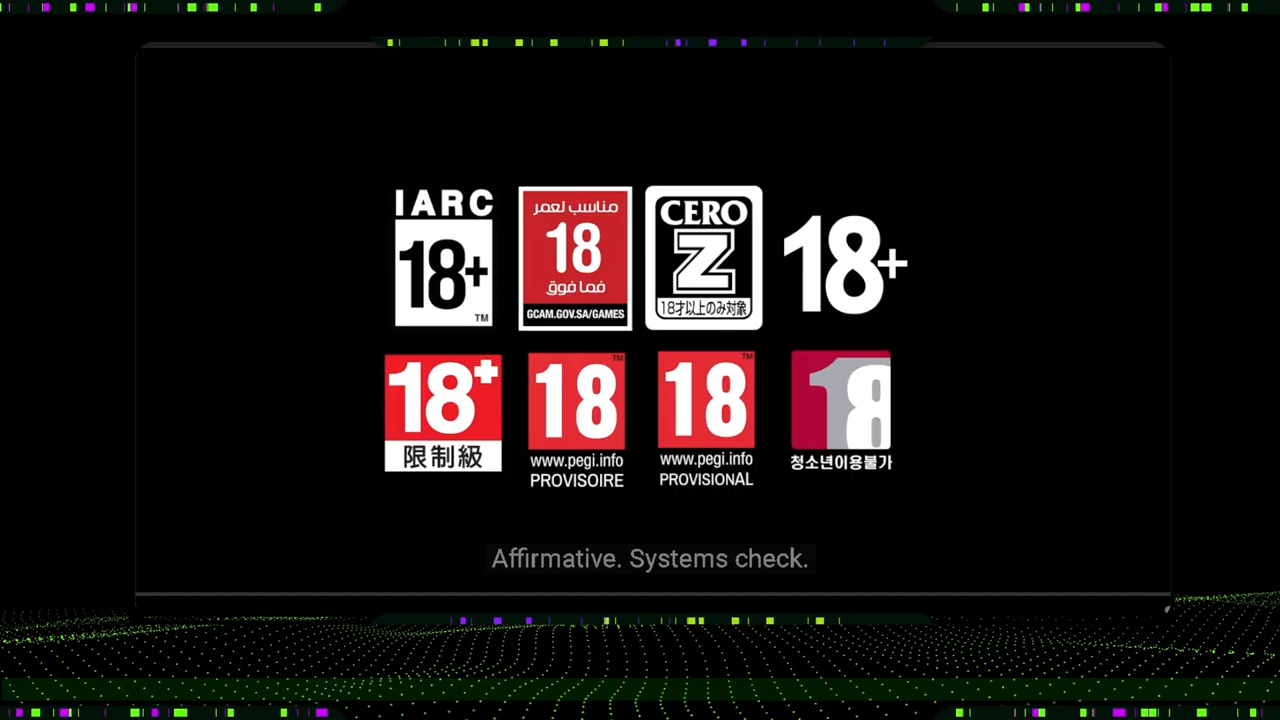 IARC
18+
TM
مناسب لعمر
18
فما فوق
GCAM.GOV.SA/GAMES
CERO
Z
18才以上のみ対象
18+
18+
限制級
TM
18
www.pegi.info
PROVISOIRE
TM
18
www.pegi.info
PROVISIONAL
18
청소년이용불가
Affirmative. Systems check.